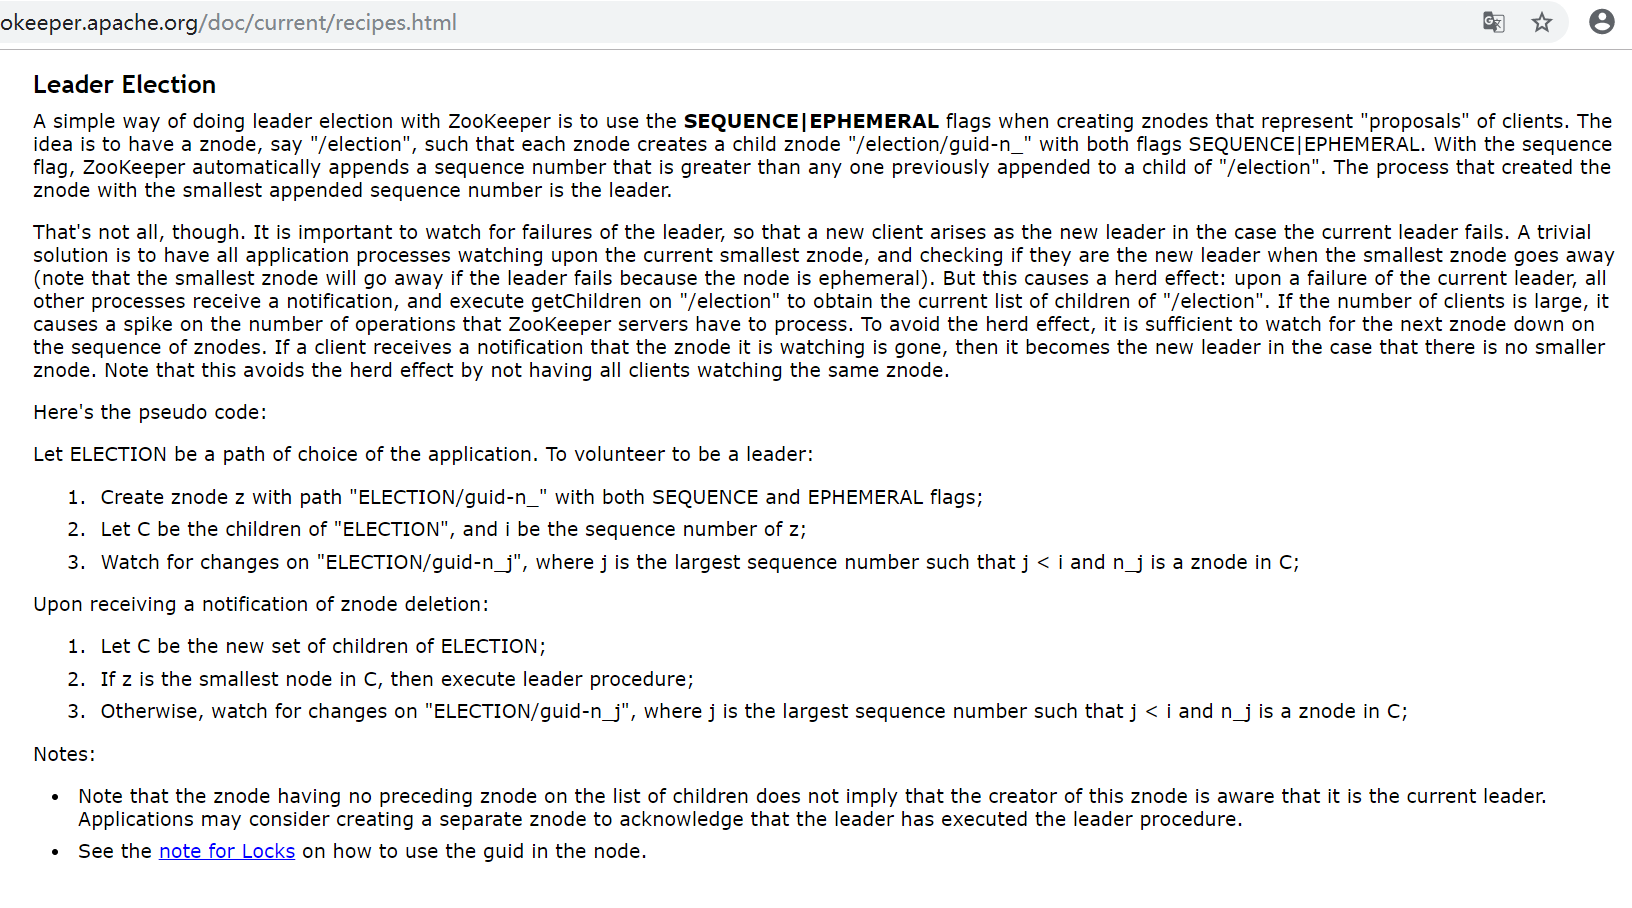 okeeper.apache.org/doc/current/recipes.html
Leader Election
A simple way of doing leader election with ZooKeeper is to use the SEQUENCE|EPHEMERAL flags when creating znodes that represent "proposals" of clients. The
idea is to have a znode, say "/election", such that each znode creates a child znode "/election/guid-n_" with both flags SEQUENCE|EPHEMERAL. With the sequence
flag, ZooKeeper automatically appends a sequence number that is greater than any one previously appended to a child of "/election". The process that created the
znode with the smallest appended sequence number is the leader.
That's not all, though. It is important to watch for failures of the leader, so that a new client arises as the new leader in the case the current leader fails. A trivial
solution is to have all application processes watching upon the current smallest znode, and checking if they are the new leader when the smallest znode goes away
(note that the smallest znode will go away if the leader fails because the node is ephemeral). But this causes a herd effect: upon a failure of the current leader, all
other processes receive a notification, and execute getChildren on "/election" to obtain the current list of children of "/election". If the number of clients is large, it
causes a spike on the number of operations that ZooKeeper servers have to process. To avoid the herd effect, it is sufficient to watch for the next znode down on
the sequence of znodes. If a client receives a notification that the znode it is watching is gone, then it becomes the new leader in the case that there is no smaller
znode. Note that this avoids the herd effect by not having all clients watching the same znode.
Here's the pseudo code:
Let ELECTION be a path of choice of the application. To volunteer to be a leader:
1. Create znode z with path "ELECTION/guid-n_" with both SEQUENCE and EPHEMERAL flags;
2. Let C be the children of "ELECTION", and i be the sequence number of z;
3. Watch for changes on "ELECTION/guid-n_j", where j is the largest sequence number such that j < i and n_j is a znode in C;
Upon receiving a notification of znode deletion:
1. Let C be the new set of children of ELECTION;
2. If z is the smallest node in C, then execute leader procedure;
3. Otherwise, watch for changes on "ELECTION/guid-n_j", where j is the largest sequence number such that j < i and n_j is a znode in C;
Notes:
• Note that the znode having no preceding znode on the list of children does not imply that the creator of this znode is aware that it is the current leader.
Applications may consider creating a separate znode to acknowledge that the leader has executed the leader procedure.
• See the note for Locks on how to use the guid in the node.